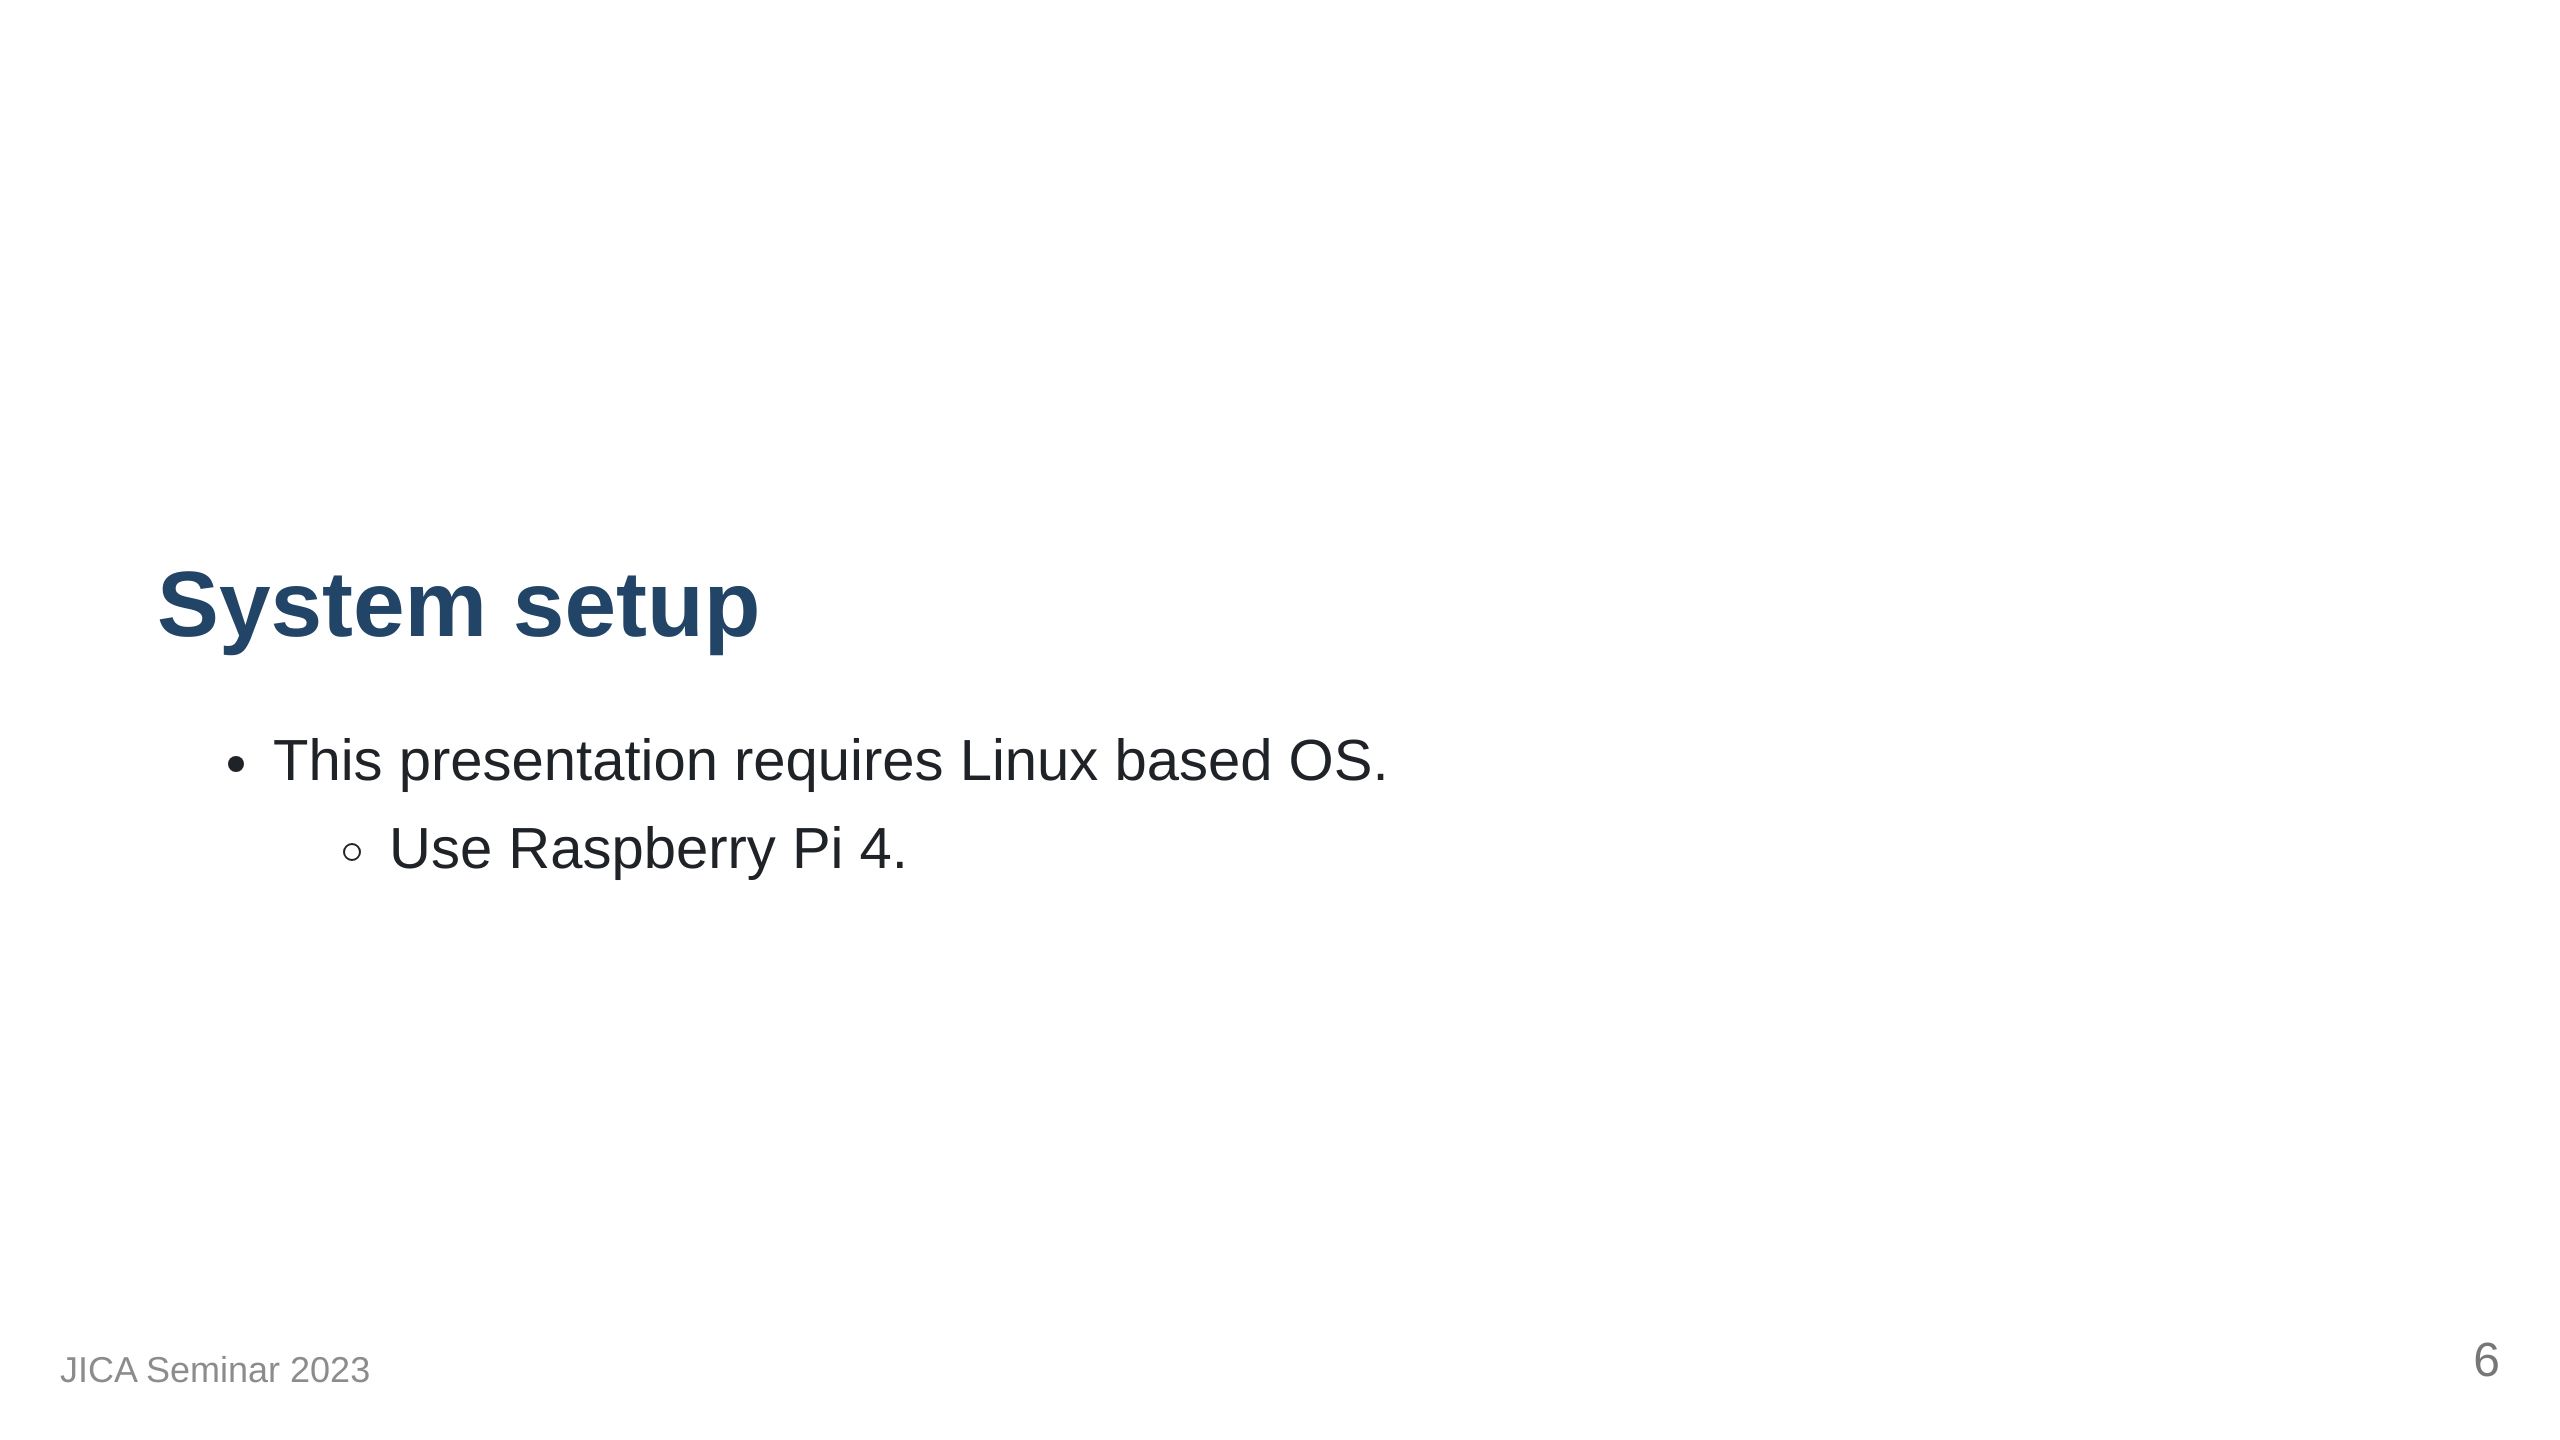 System setup
• This presentation requires Linux based OS.
○ Use Raspberry Pi 4.
JICA Seminar 2023
6